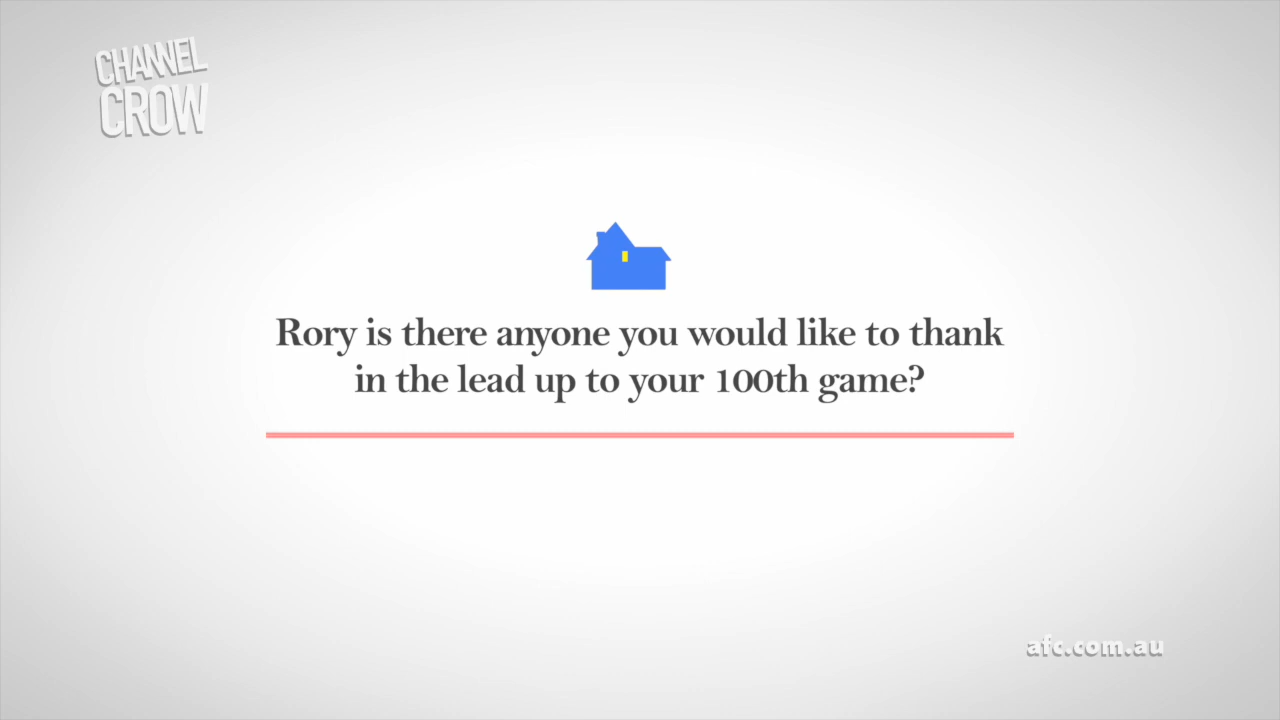 CHANNEL
CROW
Rory is there anyone you would like to thank
in the lead up to your 100th game?
afc.com.au